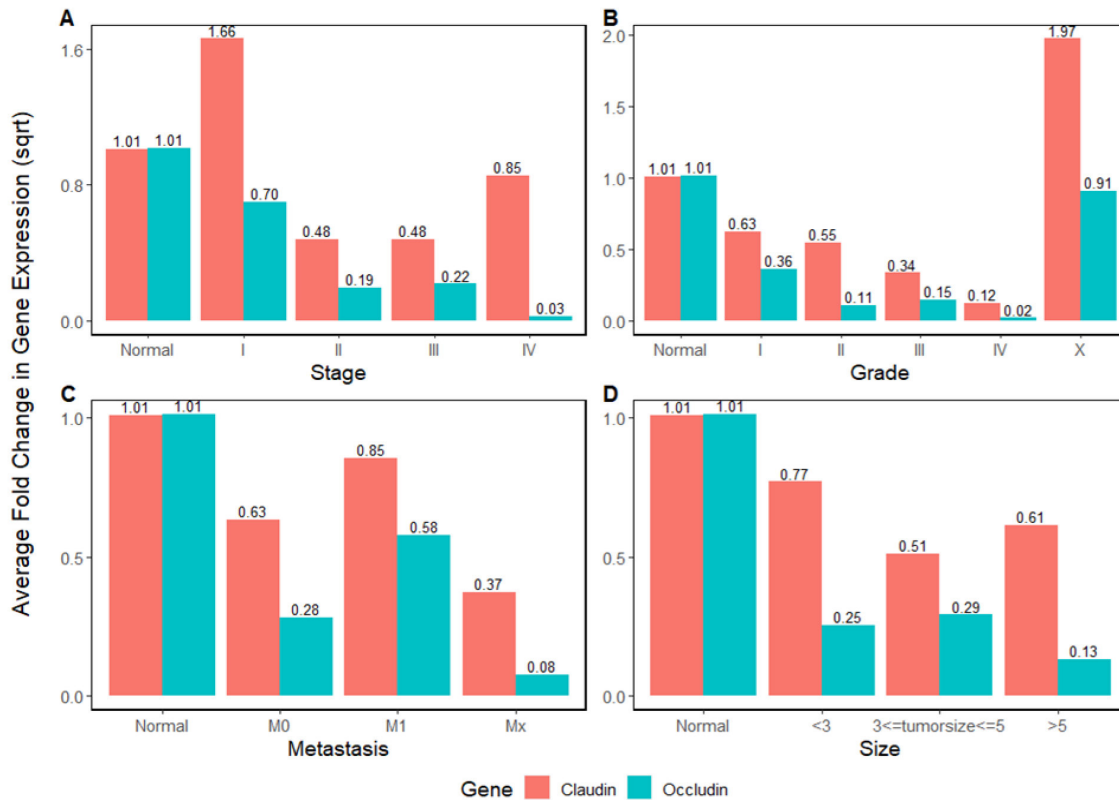 Average Fold Change in Gene Expression (sqrt)
A
1.6
0.8
0.0
1.01 1.01
1.66 0.70
0.48 0.19
0.48 0.22
0.85 0.03
Normal I II III IV
Stage
B
2.0
1.5
1.0
0.5
0.0
1.01 1.01
0.63 0.36
0.55 0.11
0.34 0.15
0.12 0.02
1.97 0.91
Normal I II III IV X
Grade
C
1.0
0.5
0.0
1.01 1.01
0.63 0.28
0.85 0.58
0.37 0.08
Normal M0 M1 Mx
Metastasis
D
1.0
0.5
0.0
1.01 1.01
0.77 0.25
0.51 0.29
0.61 0.13
Normal <3 3<=tumorsize<=5 >5
Size
Gene Claudin Occludin